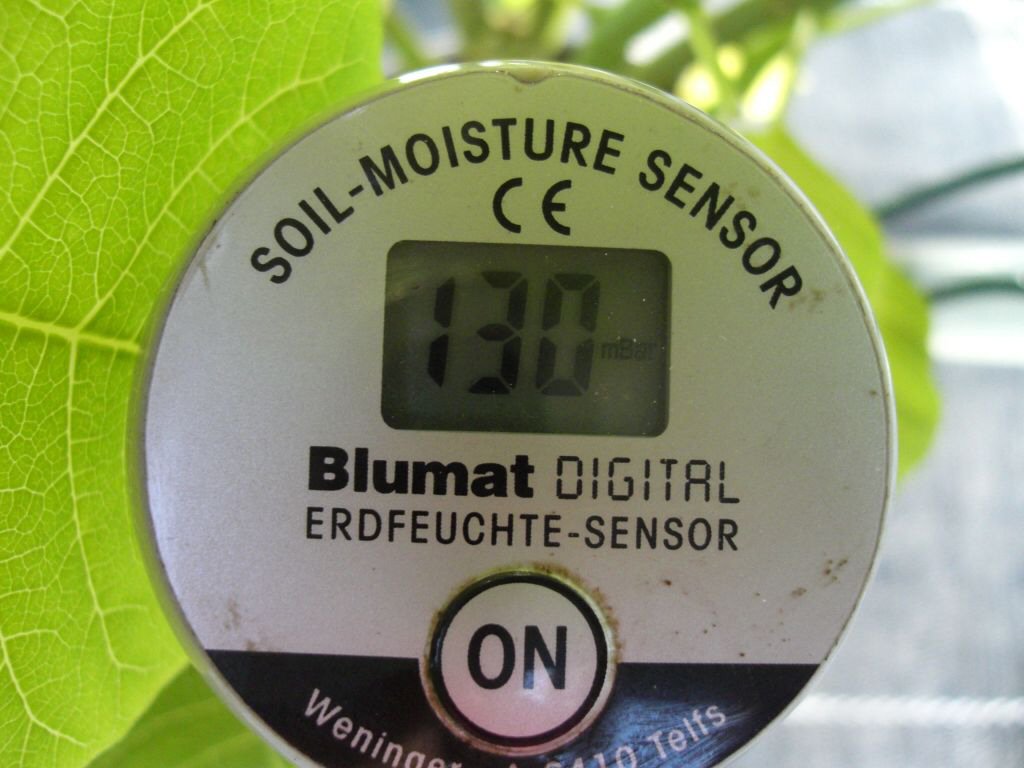 SOIL-MOISTURE SENSOR
CE
130 mBar
Blumat DIGITAL
ERDFEUCHTE-SENSOR
ON
Telfs